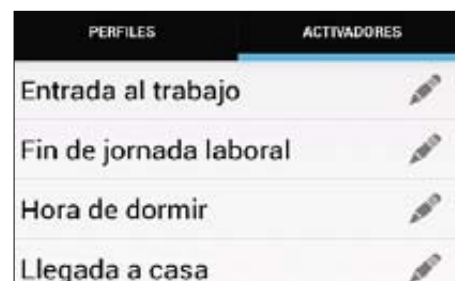 PERFILES ACTIVADORES
Entrada al trabajo
Fin de jornada laboral
Hora de dormir
Llegada a casa